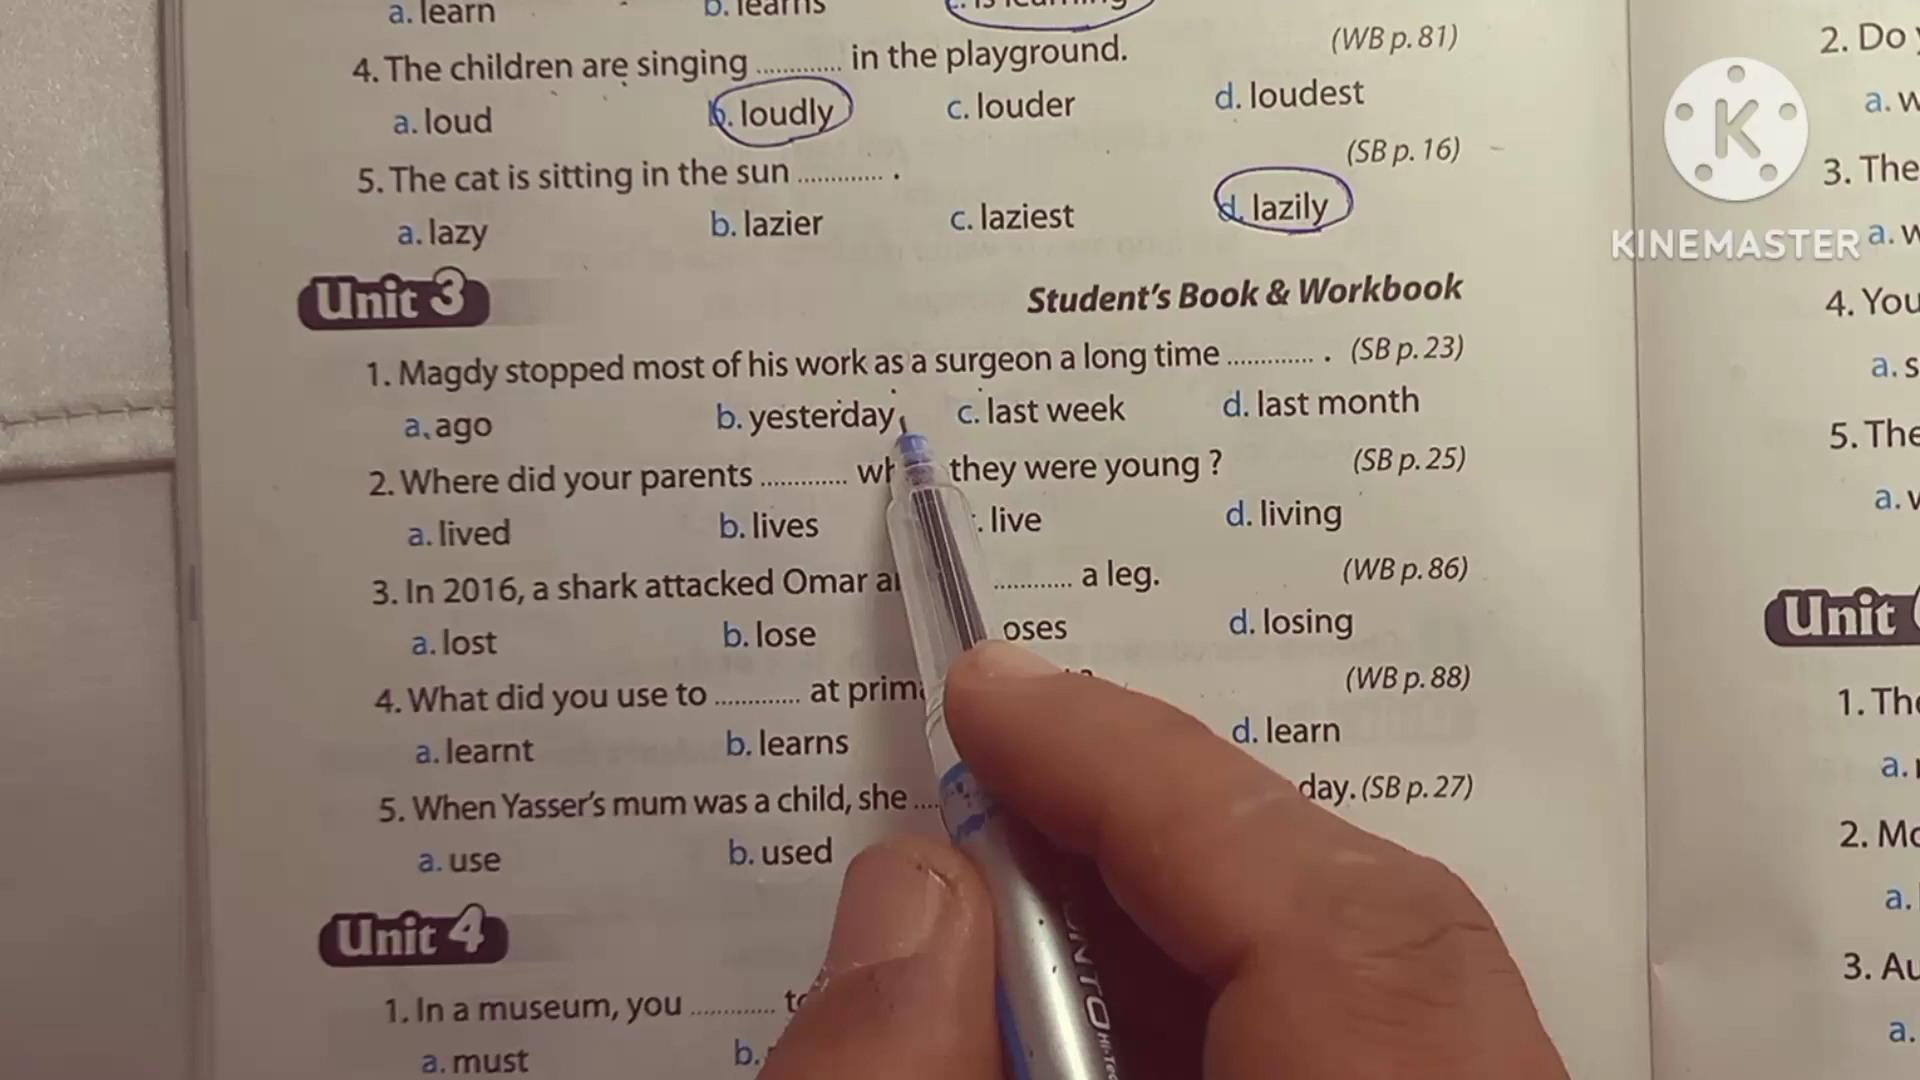 a. learn b. learns c. is learning
4. The children are singing ............ in the playground. (WB p. 81)
a. loud b. loudly c. louder d. loudest
5. The cat is sitting in the sun ............ . (SB p. 16)
a. lazy b. lazier c. laziest d. lazily
Unit 3 Student's Book & Workbook
1. Magdy stopped most of his work as a surgeon a long time ............ . (SB p. 23)
a. ago b. yesterday c. last week d. last month
2. Where did your parents ............ they were young ? (SB p. 25)
a. lived b. lives live d. living
3. In 2016, a shark attacked Omar ............ a leg. (WB p. 86)
a. lost b. lose oses d. losing
4. What did you use to ............ at (WB p. 88)
a. learnt b. learns d. learn
5. When Yasser's mum was a child, she .... day. (SB p. 27)
a. use b. used
Unit 4
1. In a museum, you ............
a. must b.
2. Do
a.
3. The
a.
4. You
a.
5. The
a.
Unit
1. The
a.
2. Mo
a.
3. Au
a.
K
KINEMASTER
HI-Tec